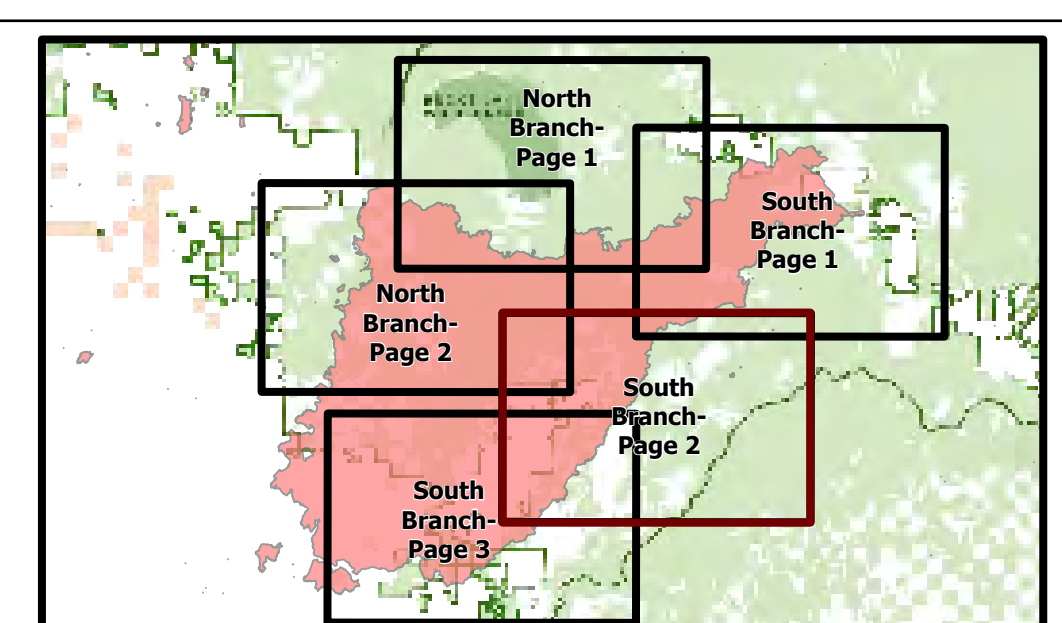 North
Branch-
Page 1
South
Branch-
Page 1
North
Branch-
Page 2
South
Branch-
Page 2
South
Branch-
Page 3